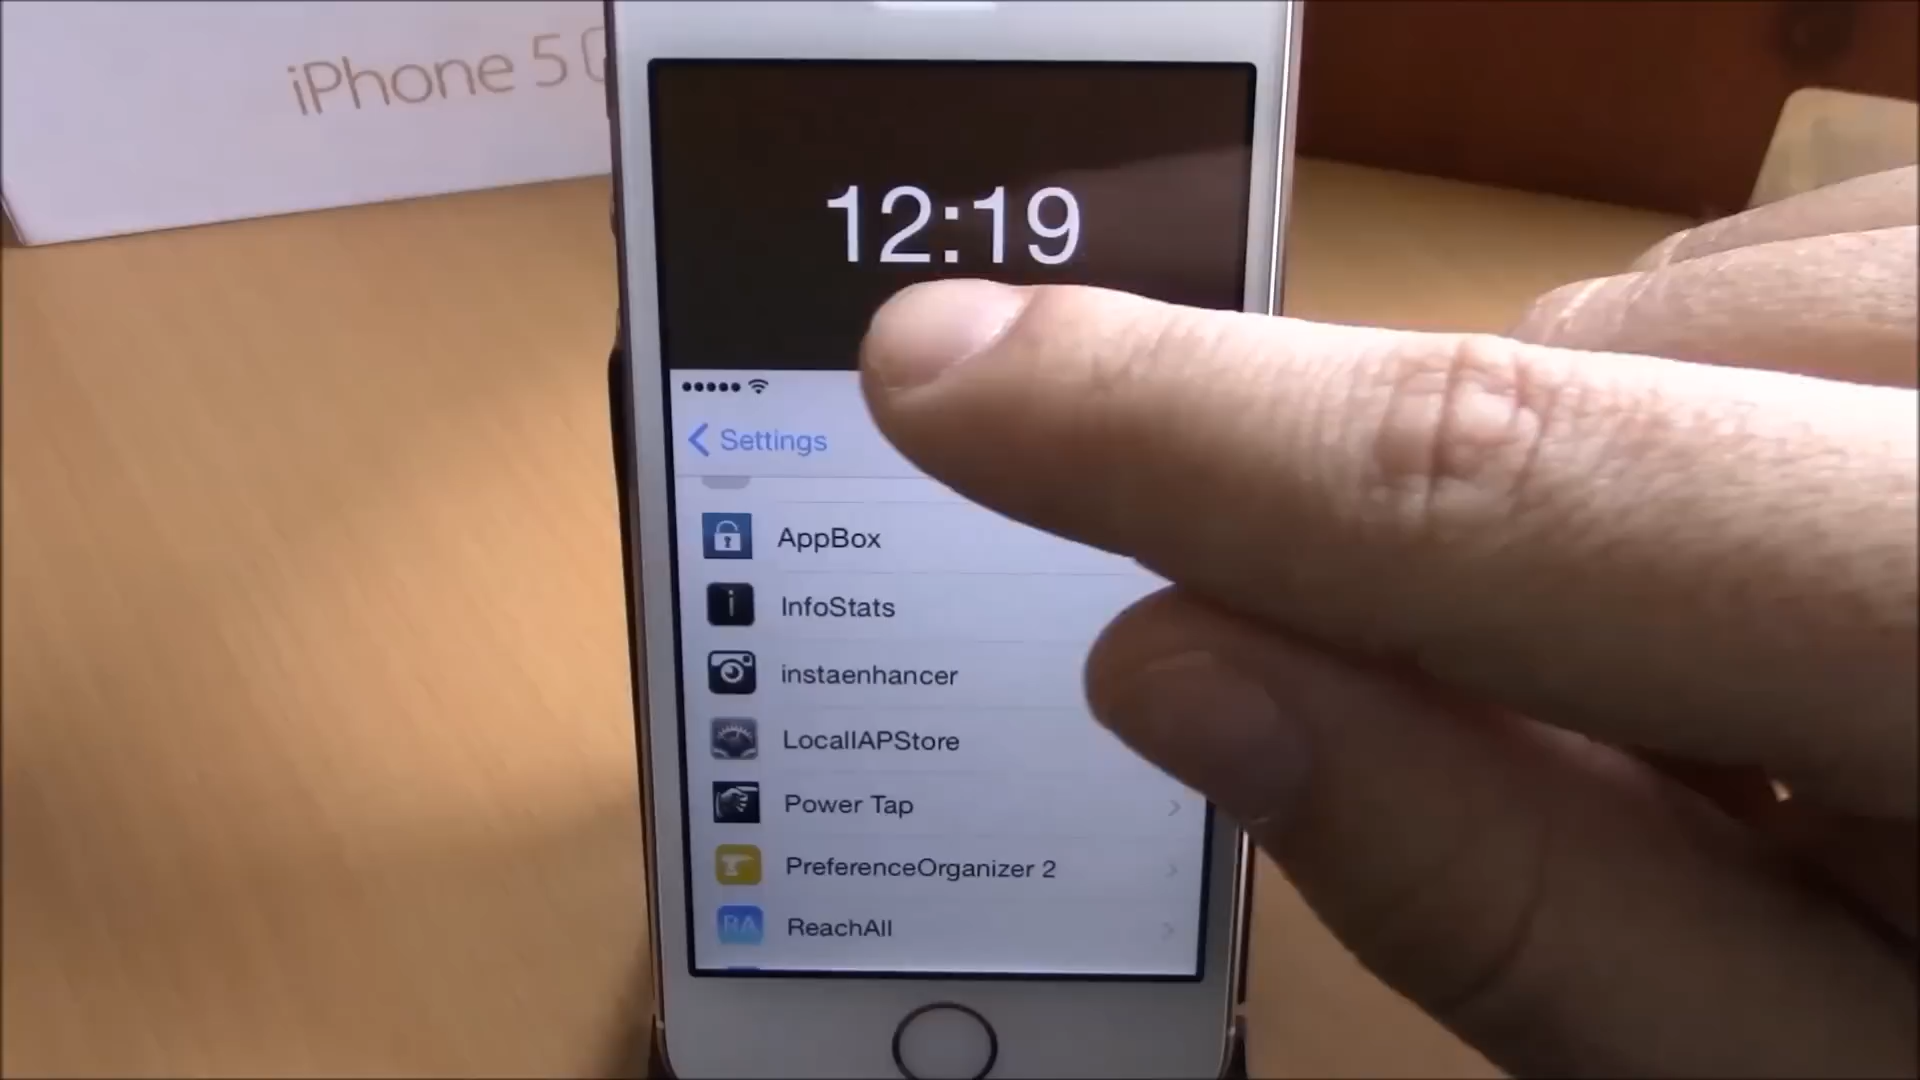 iPhone 5
12:19
Settings
AppBox
i
InfoStats
instaenhancer
LocalIAPStore
Power Tap
PreferenceOrganizer 2
RA
ReachAll